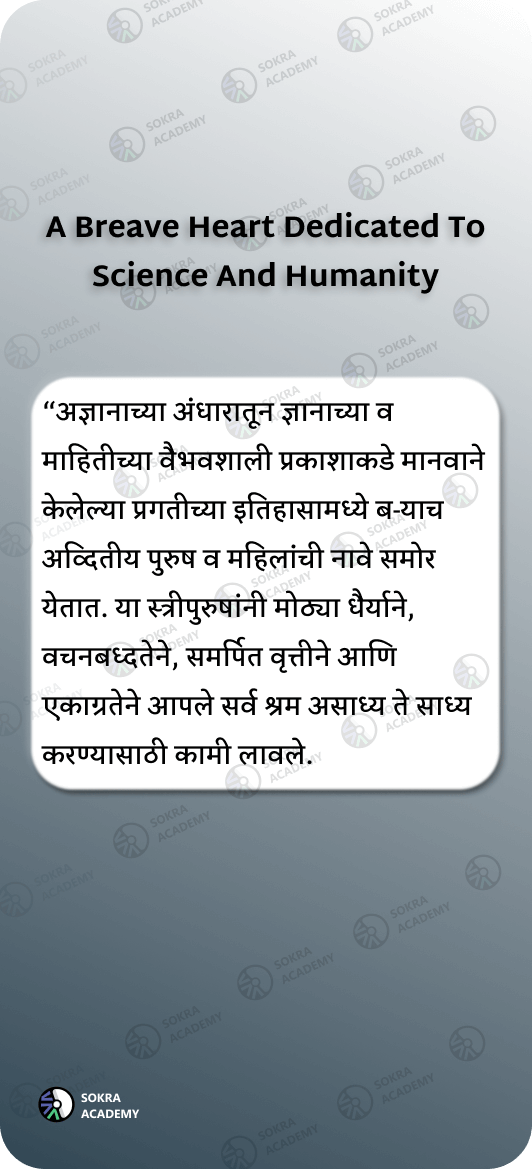 A Breave Heart Dedicated To
Science And Humanity
“अज्ञानाच्या अंधारातून ज्ञानाच्या व
माहितीच्या वैभवशाली प्रकाशाकडे मानवाने
केलेल्या प्रगतीच्या इतिहासामध्ये ब-याच
अव्दितीय पुरुष व महिलांची नावे समोर
येतात. या स्त्रीपुरुषांनी मोठ्या धैर्याने,
वचनबध्दतेने, समर्पित वृत्तीने आणि
एकाग्रतेने आपले सर्व श्रम असाध्य ते साध्य
करण्यासाठी कामी लावले.
SOKRA
ACADEMY